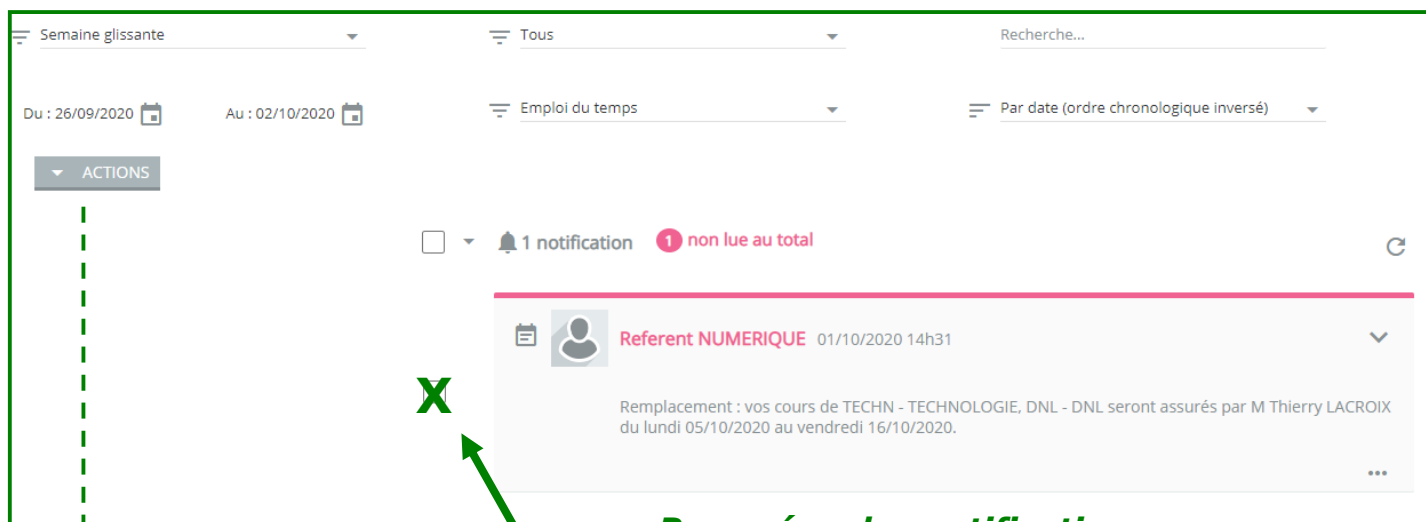 Semaine glissante
Tous
Recherche...
Du : 26/09/2020
Au : 02/10/2020
Emploi du temps
Par date (ordre chronologique inversé)
ACTIONS
1 notification
1 non lue au total
Referent NUMERIQUE 01/10/2020 14h31
X
Remplacement : vos cours de TECHN - TECHNOLOGIE, DNL - DNL seront assurés par M Thierry LACROIX
du lundi 05/10/2020 au vendredi 16/10/2020.